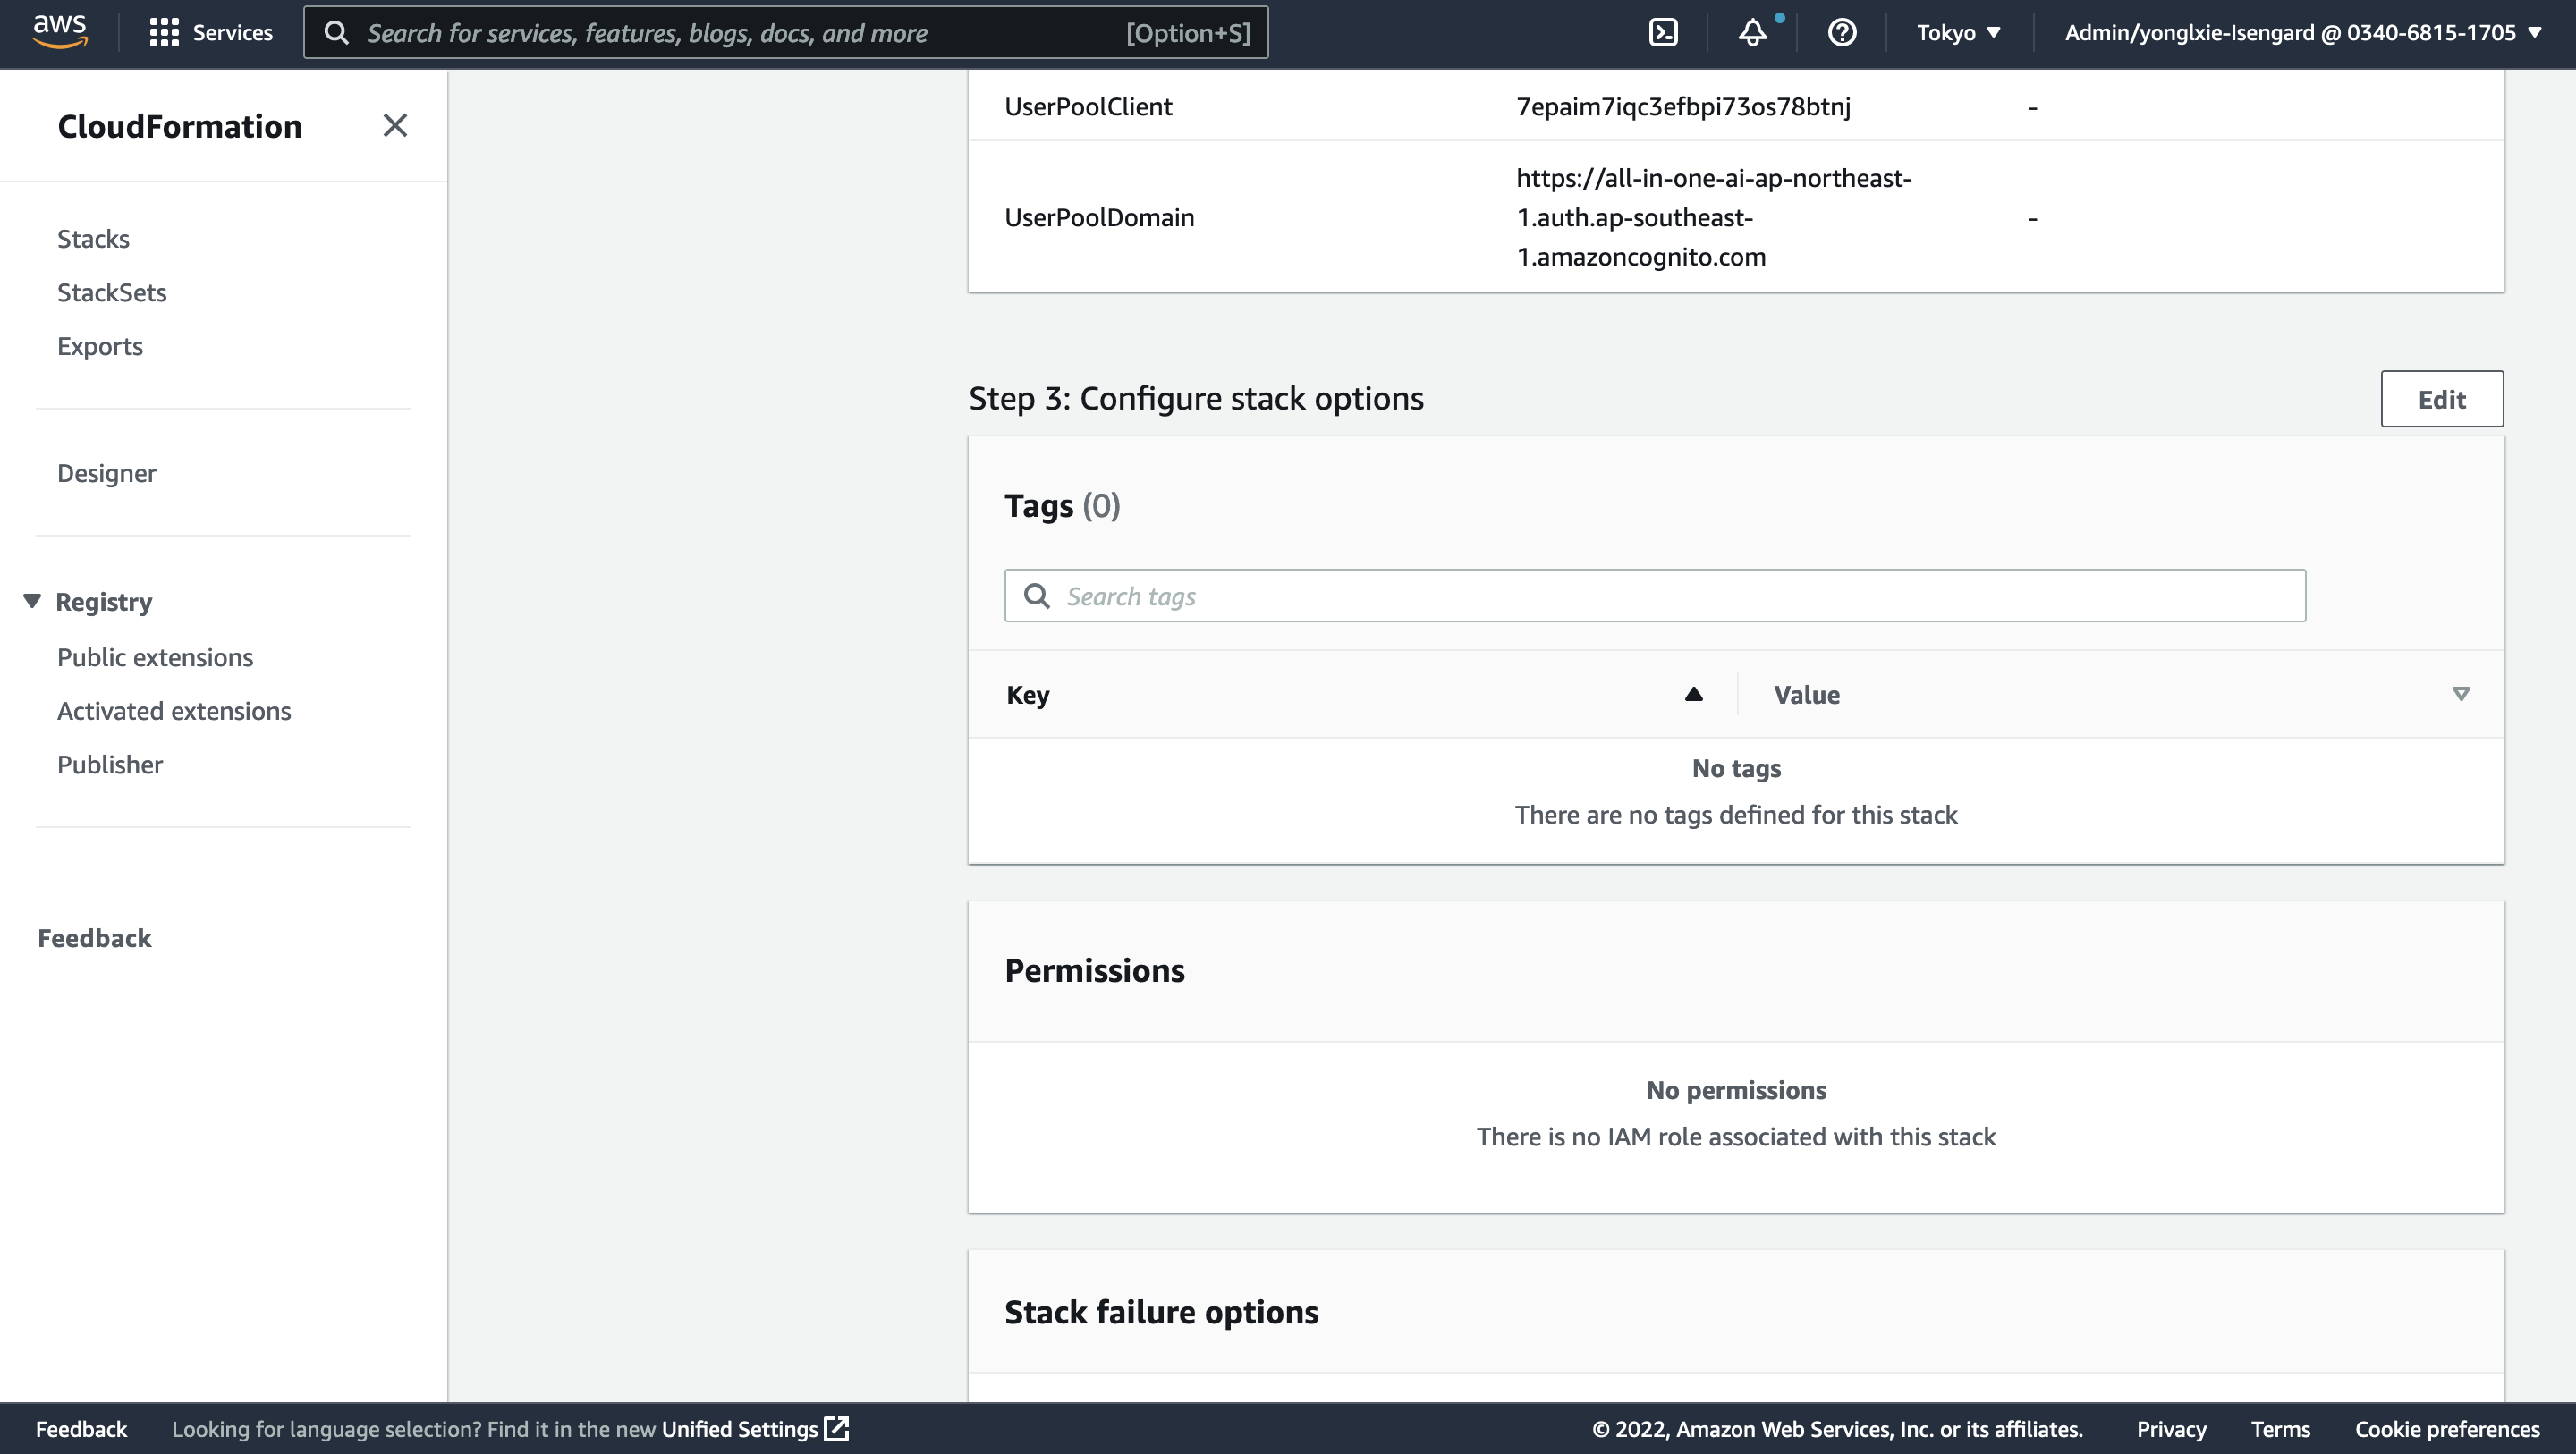 aws
Services
Search for services, features, blogs, docs, and more
[Option+S]
Tokyo
Admin/yonglxie-Isengard @ 0340-6815-1705
CloudFormation
Stacks
StackSets
Exports
Designer
Registry
Public extensions
Activated extensions
Publisher
Feedback
UserPoolClient
7epaim7iqc3efbpi73os78btnj
-
UserPoolDomain
https://all-in-one-ai-ap-northeast-
1.auth.ap-southeast-
1.amazoncognito.com
-
Step 3: Configure stack options
Edit
Tags (0)
Search tags
Key
Value
No tags
There are no tags defined for this stack
Permissions
No permissions
There is no IAM role associated with this stack
Stack failure options
Feedback
Looking for language selection? Find it in the new Unified Settings
© 2022, Amazon Web Services, Inc. or its affiliates.
Privacy
Terms
Cookie preferences